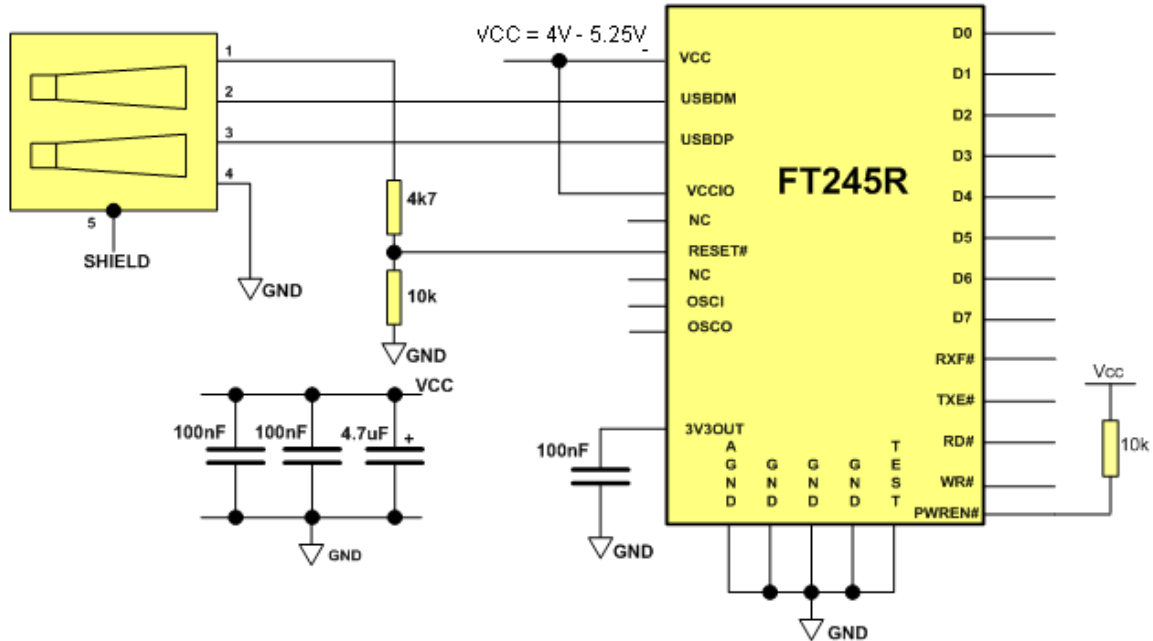 1
2
3
4
5
SHIELD
GND
4k7
10k
GND
VCC = 4V - 5.25V
FT245R
VCC
USBDM
USBDP
VCCIO
NC
RESET#
NC
OSCI
OSCO
3V3OUT
AGND
GND
GND
GND
TEST
D0
D1
D2
D3
D4
D5
D6
D7
RXF#
TXE#
RD#
WR#
PWREN#
Vcc
10k
VCC
100nF
100nF
4.7uF
+
GND
100nF
GND
GND